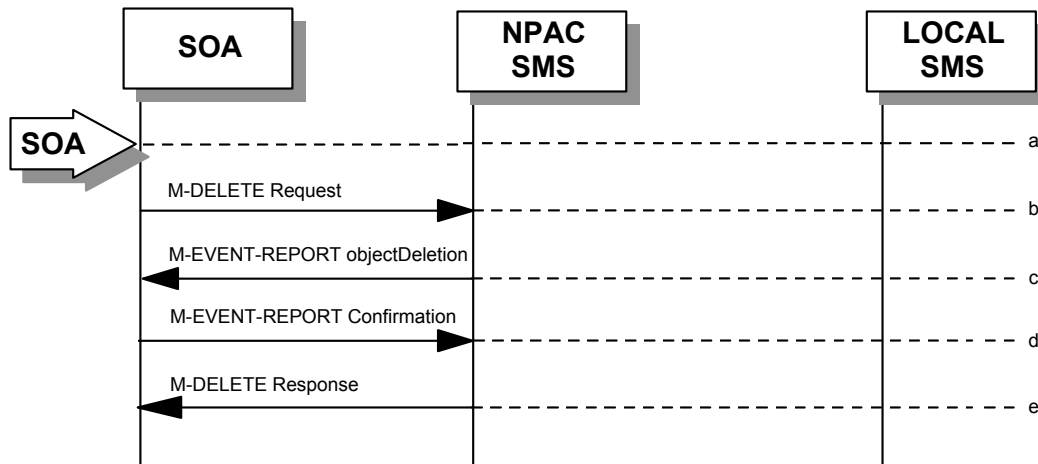 SOA
NPAC
SMS
LOCAL
SMS
SOA
a
M-DELETE Request
b
M-EVENT-REPORT objectDeletion
c
M-EVENT-REPORT Confirmation
d
M-DELETE Response
e